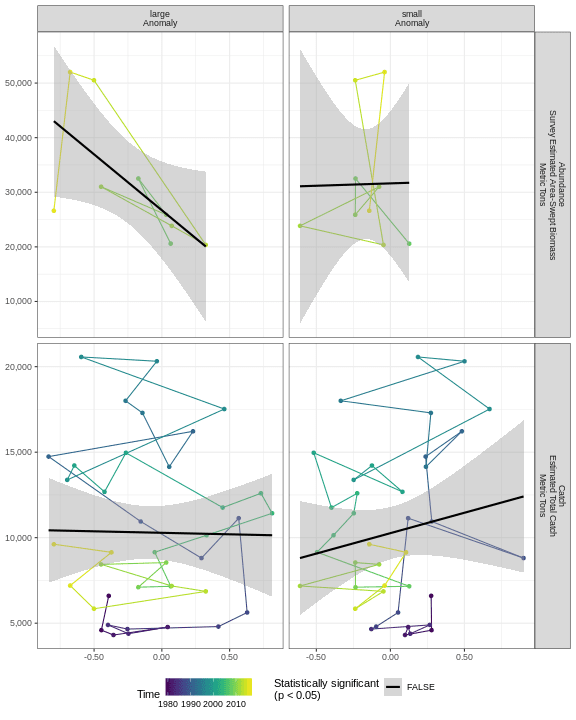 large
Anomaly
small
Anomaly
50,000
40,000
30,000
20,000
10,000
Abundance
Survey Estimated Area-Swept Biomass
Metric Tons
20,000
15,000
10,000
5,000
Catch
Estimated Total Catch
Metric Tons
-0.50
0.00
0.50
-0.50
0.00
0.50
Time
1980 1990 2000 2010
Statistically significant
(p < 0.05)
FALSE